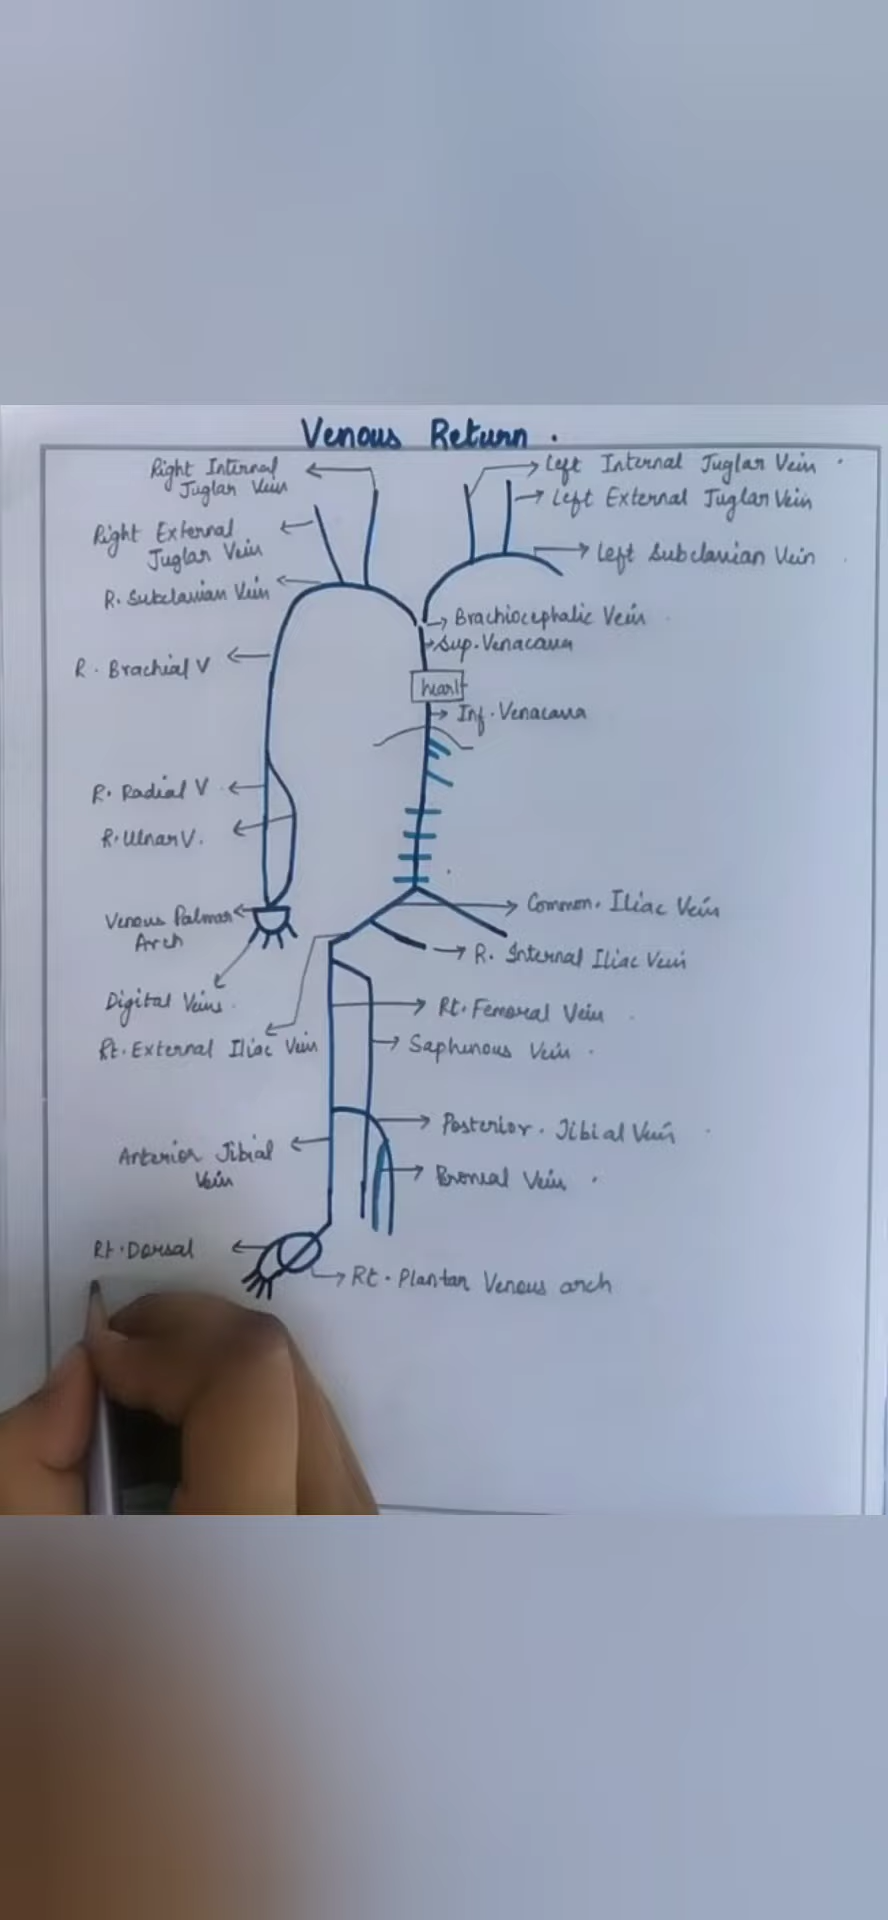 Venous Return.
Right Internal
Juglar Vein
Left Internal Juglar Vein
Left External Juglar Vein
Right External
Juglar Vein
Left Subclavian Vein
R. Subclavian Vein
Brachiocephalic Vein
Sup. Venacava
R. Brachial V
heart
Inf. Venacava
R. Radial V
R. Ulnar V.
Common. Iliac Vein
Venous Palmar
Arch
R. Internal Iliac Vein
Digital Veins.
Rt. Femoral Vein
Rt. External Iliac Vein
Saphenous Vein
Posterior. Tibial Vein
Anterior Tibial
Vein
Peroneal Vein
Rt. Dorsal
Rt. Plantar Venous arch